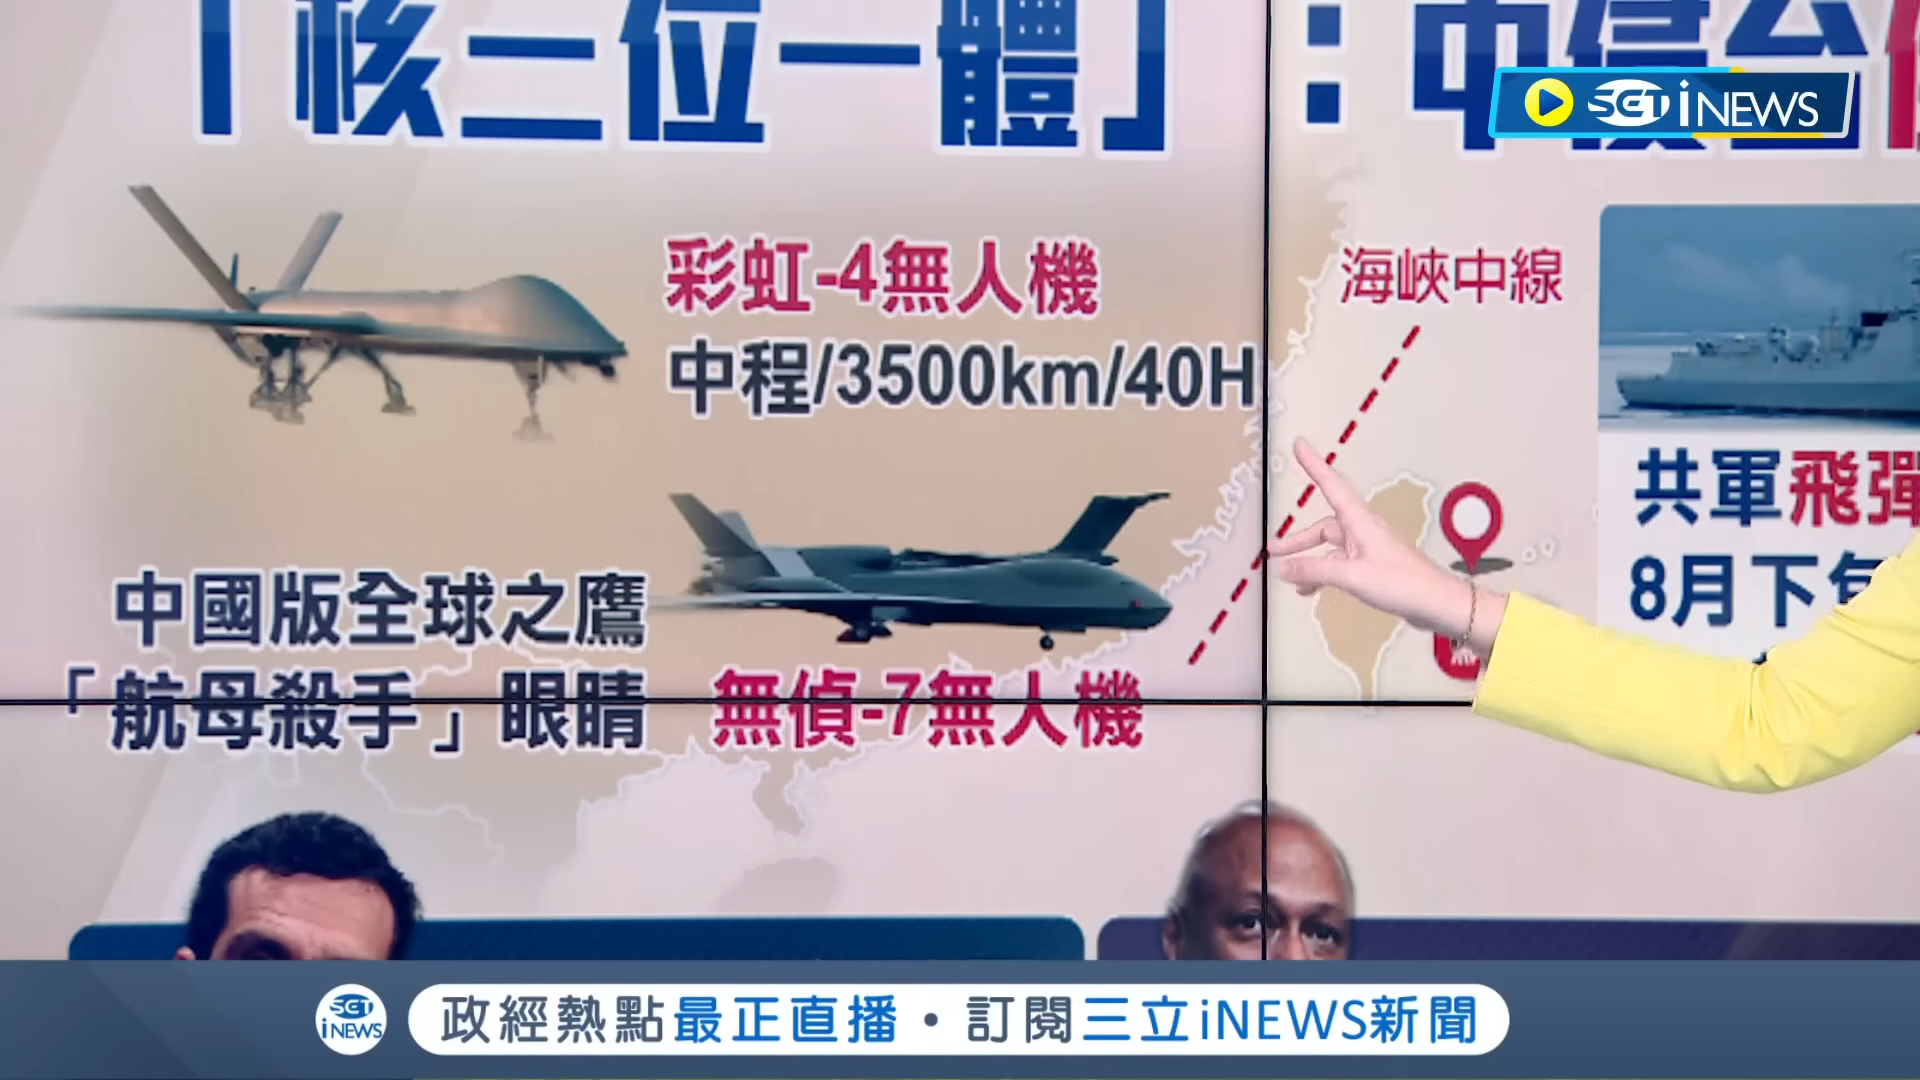 「核三位一體」:中
SET iNEWS
彩虹-4無人機
中程/3500km/40H
海峽中線
共軍飛彈
8月下旬
中國版全球之鷹
「航母殺手」眼睛
無偵-7無人機
SET iNEWS
政經熱點最正直播・訂閱三立iNEWS新聞